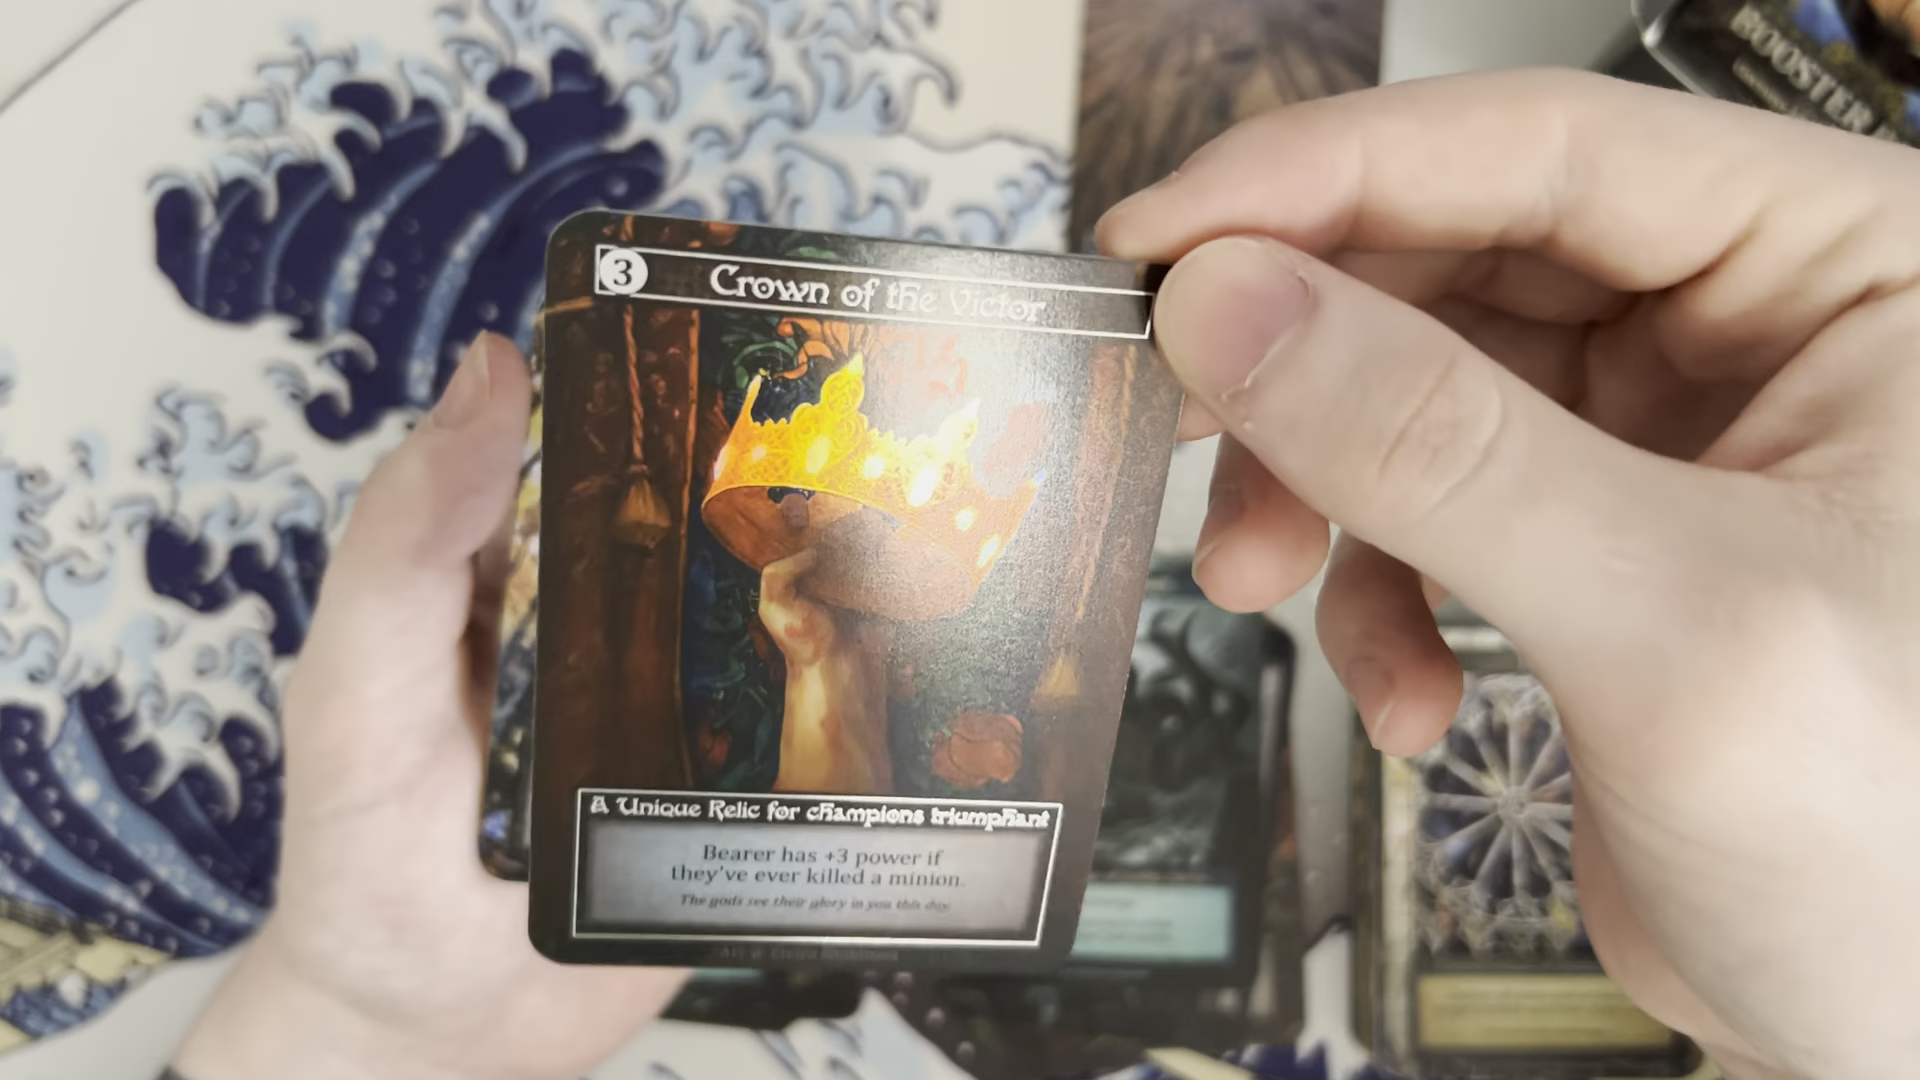 BOOSTER
3
Crown of the Victor
A Unique Relic for champions triumphant
Bearer has +3 power if
they've ever killed a minion.
The gods see their glory in you this day.